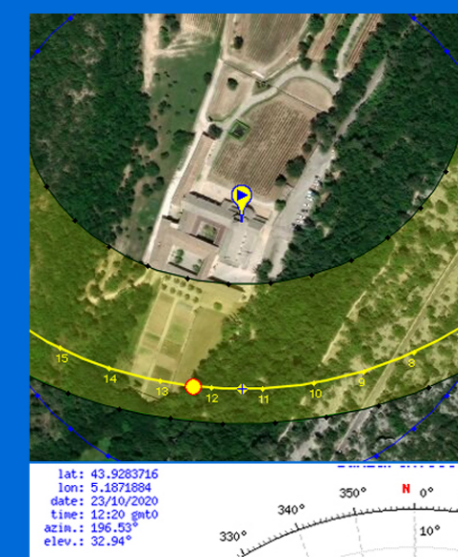 15
14
13
12
11
10
9
8
lat: 43.9283716
lon: 5.1871884
date: 23/10/2020
time: 12:20 gmt0
azim.: 196.53°
elev.: 32.94°
330°
340°
350°
N 0°
10°